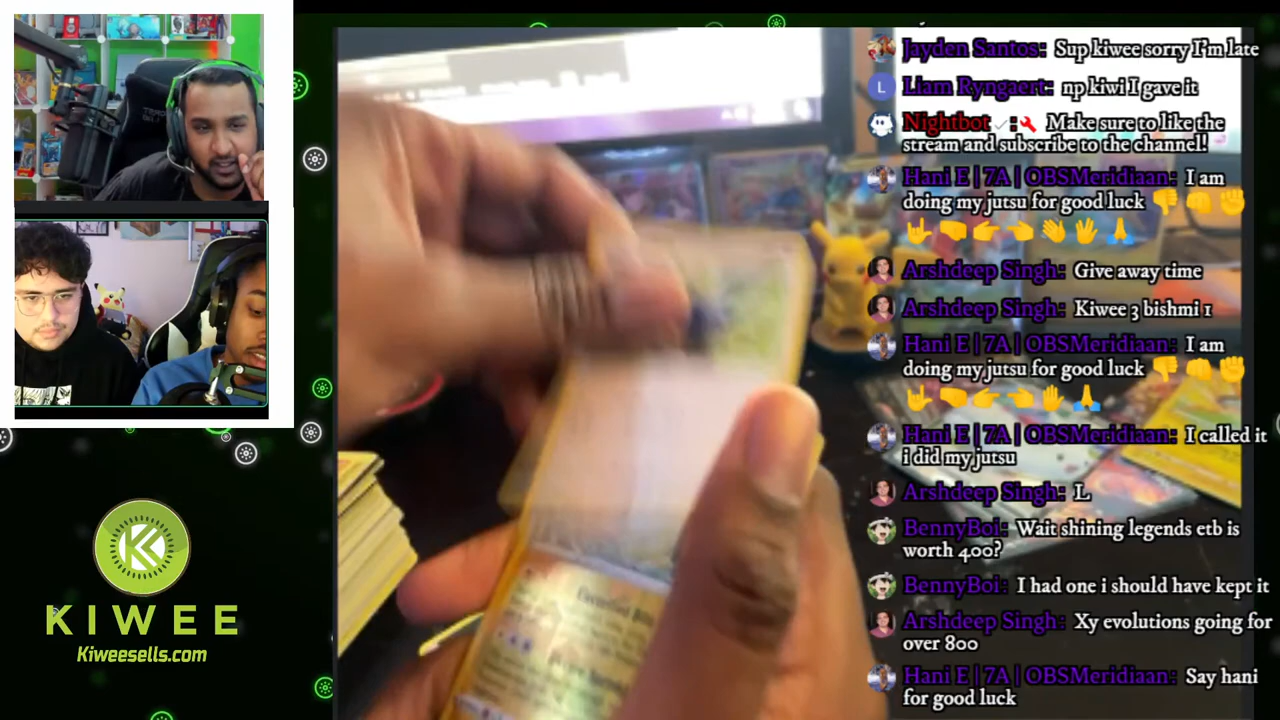 Jayden Santos: Sup kiwee sorry I'm late
Liam Ryngaert: np kiwi I gave it
Nightbot ✓:🔧 Make sure to like the
stream and subscribe to the channel!
Hani E | 7A | OBSMeridiaan: I am
doing my jutsu for good luck 👎👊✊
🤟🤜👉👈👋🖖🙏
Arshdeep Singh: Give away time
Arshdeep Singh: Kiwee 3 bishmi 1
Hani E | 7A | OBSMeridiaan: I am
doing my jutsu for good luck 👎👊✊
🤟🤜👉👈✋🙏
Hani E | 7A | OBSMeridiaan: I called it
i did my jutsu
Arshdeep Singh: L
BennyBoi: Wait shining legends etb is
worth 400?
BennyBoi: I had one i should have kept it
Arshdeep Singh: Xy evolutions going for
over 800
Hani E | 7A | OBSMeridiaan: Say hani
for good luck
K
KIWEE
Kiweesells.com
L